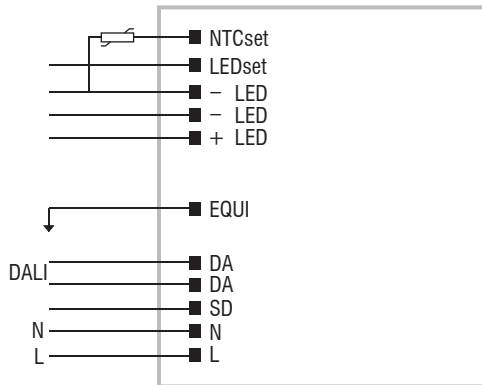 NTCset
LEDset
− LED
− LED
+ LED
EQUI
DALI
DA
DA
SD
N N
L L